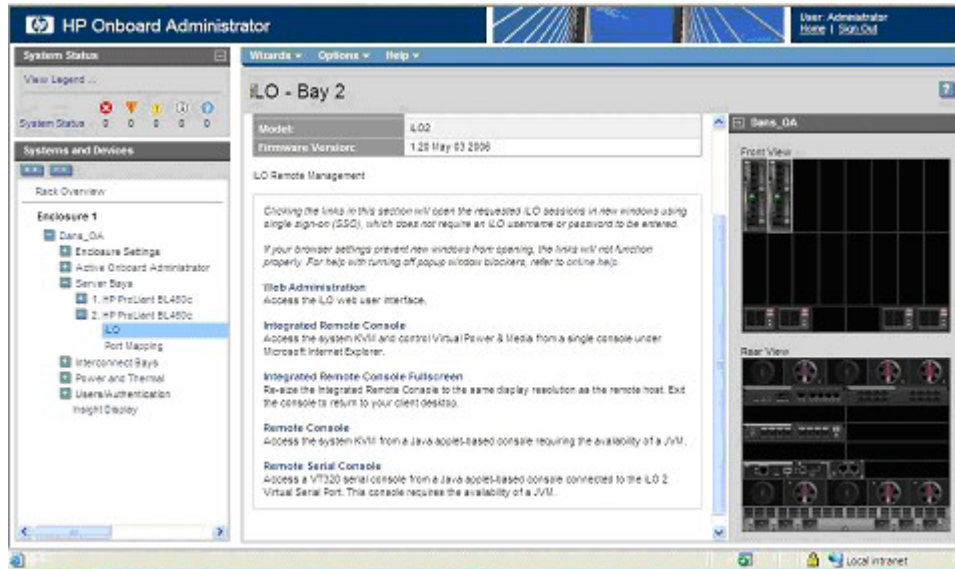 hp HP Onboard Administrator
User: Administrator
Home | Sign Out
System Status
View Legend ...
System Status 0 0 0 0 0
Systems and Devices
Rack Overview
Enclosure 1
Dans_OA
Enclosure Settings
Active Onboard Administrator
Server Bays
1. HP ProLiant BL460c
2. HP ProLiant BL460c
iLO
Port Mapping
Interconnect Bays
Power and Thermal
Users/Authentication
Insight Display
Wizards Options Help
iLO - Bay 2
?
Model: iLO2
Firmware Version: 1.20 May 03 2006
iLO Remote Management
Clicking the links in this section will open the requested iLO sessions in new windows using
single sign-on (SSO), which does not require an iLO username or password to be entered.
If your browser settings prevent new windows from opening, the links will not function
properly. For help with turning off popup window blockers, refer to online help.
Web Administration
Access the iLO web user interface.
Integrated Remote Console
Access the system KVM and control Virtual Power & Media from a single console under
Microsoft Internet Explorer.
Integrated Remote Console Fullscreen
Re-size the Integrated Remote Console to the same display resolution as the remote host. Exit
the console to return to your client desktop.
Remote Console
Access the system KVM from a Java applet-based console requiring the availability of a JVM.
Remote Serial Console
Access a VT320 serial console from a Java applet-based console connected to the iLO 2
Virtual Serial Port. This console requires the availability of a JVM.
Dans_OA
Front View
Rear View
Local intranet